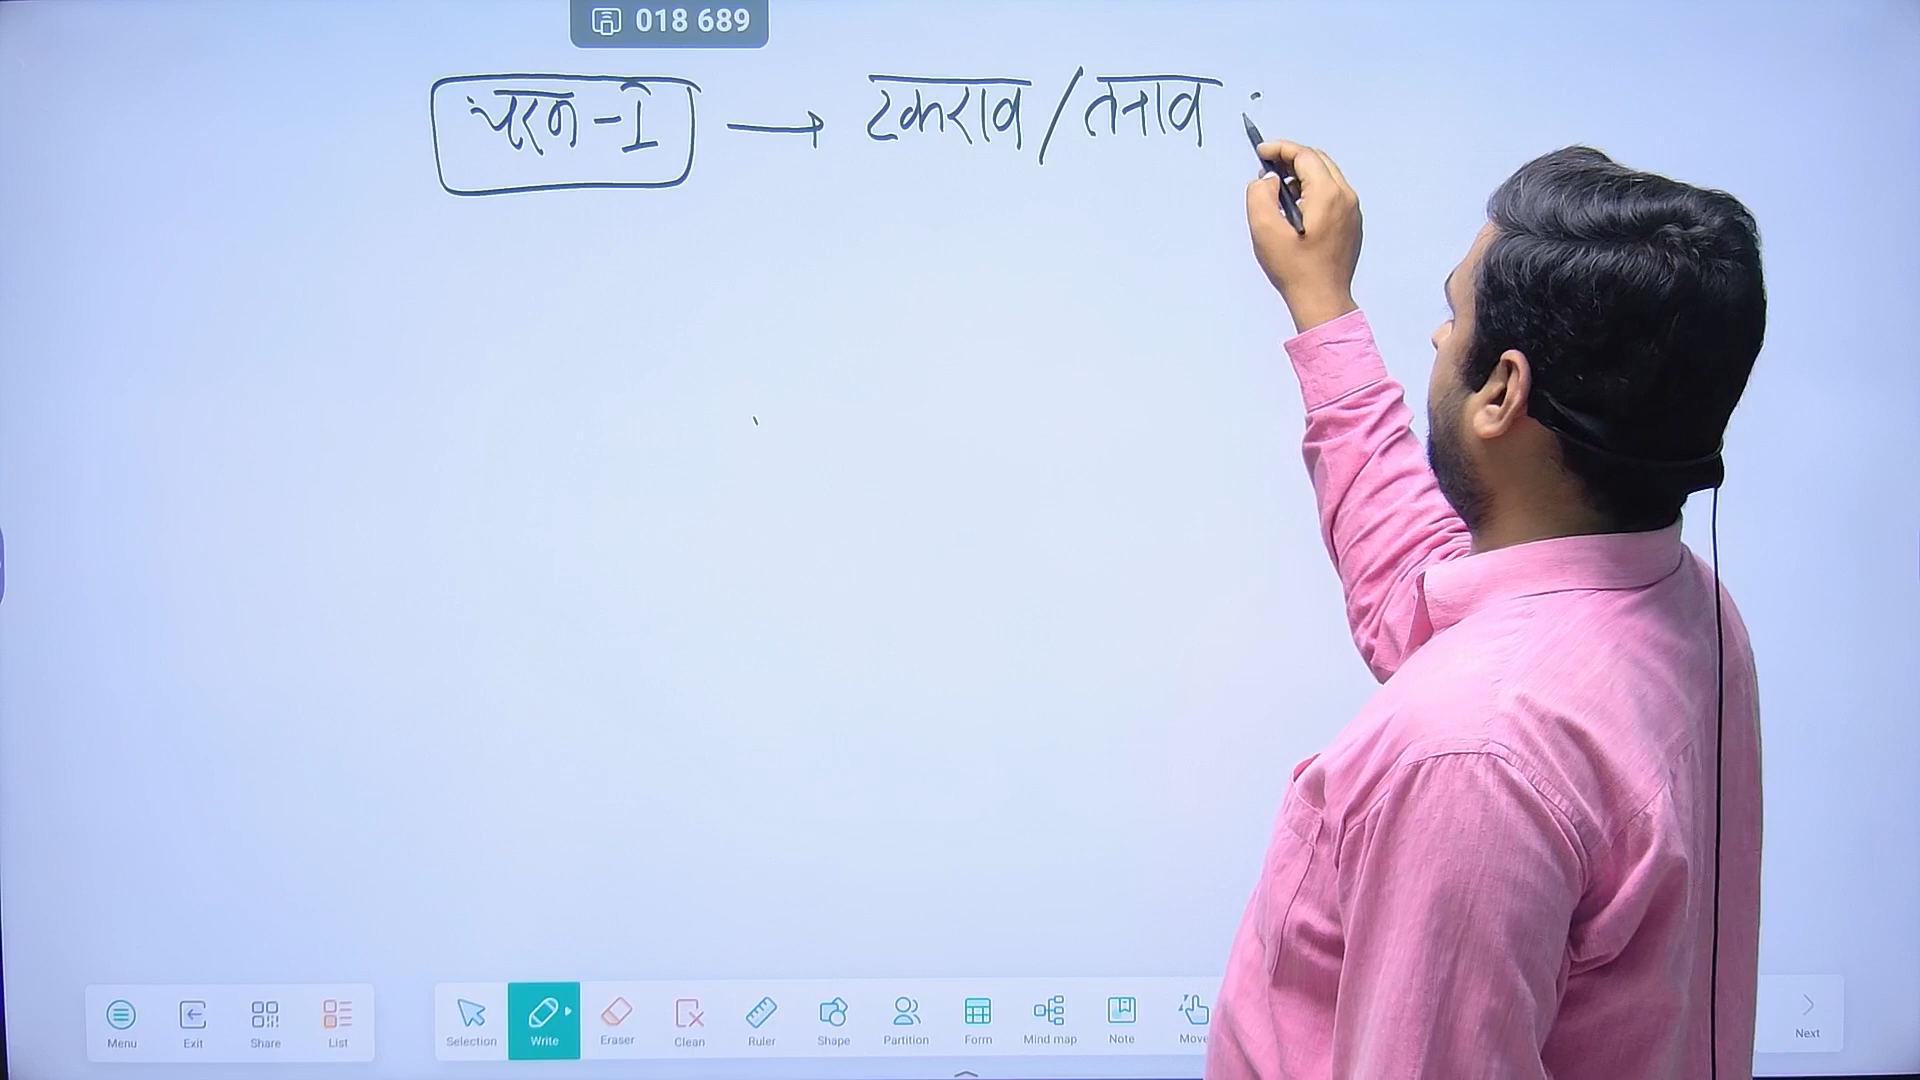 018 689
चरण-I → टकराव / तनाव :
Menu Exit Share List Selection Write Eraser Clean Ruler Shape Partition Form Mind map Note Move Next